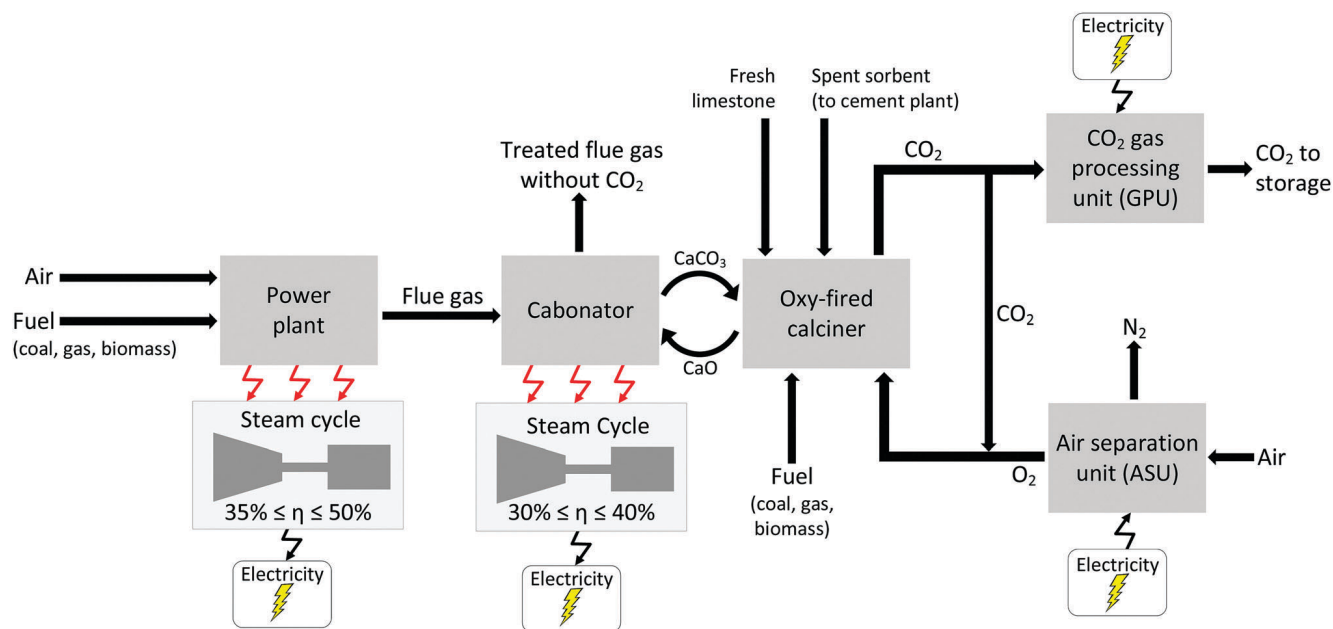 Electricity
Fresh
limestone
Spent sorbent
(to cement plant)
CO₂ gas
processing
unit (GPU)
CO₂ to
storage
CO₂
Treated flue gas
without CO₂
Air
Fuel
(coal, gas, biomass)
Power
plant
Flue gas
Cabonator
CaCO₃
CaO
Oxy-fired
calciner
CO₂
N₂
Steam cycle
35% ≤ η ≤ 50%
Steam Cycle
30% ≤ η ≤ 40%
Fuel
(coal, gas,
biomass)
O₂
Air separation
unit (ASU)
Air
Electricity
Electricity
Electricity